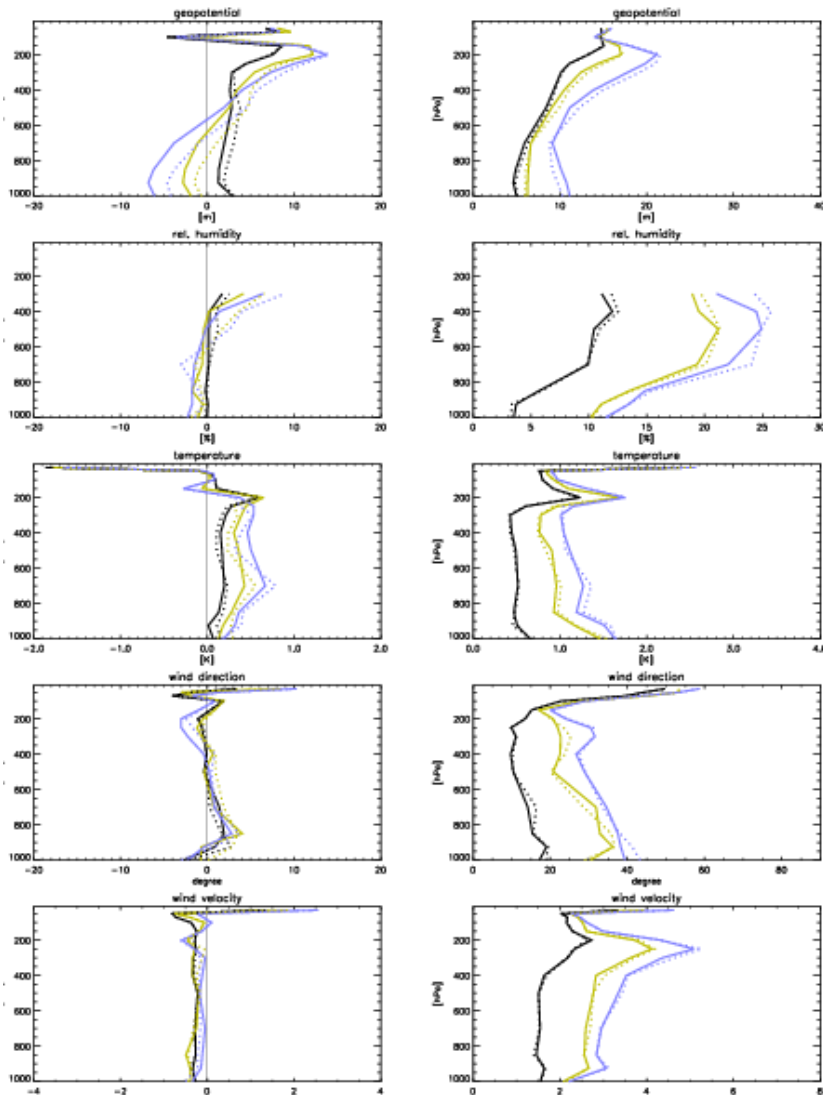 geopotential geopotential
200 200
400 [hPa] 400
600 600
800 800
1000 1000
-20 -10 0 10 20 0 10 20 30 40
[m] [m]
rel. humidity rel. humidity
200 200
400 [hPa] 400
600 600
800 800
1000 1000
-20 -10 0 10 20 0 5 10 15 20 25 30
[%] [%]
temperature temperature
200 200
400 [hPa] 400
600 600
800 800
1000 1000
-2.0 -1.0 0.0 1.0 2.0 0.0 1.0 2.0 3.0 4.0
[K] [K]
wind direction wind direction
200 200
400 [hPa] 400
600 600
800 800
1000 1000
-20 -10 0 10 20 0 20 40 60 80
degree degree
wind velocity wind velocity
200 200
400 [hPa] 400
600 600
800 800
1000 1000
-4 -2 0 2 4 0 2 4 6 8